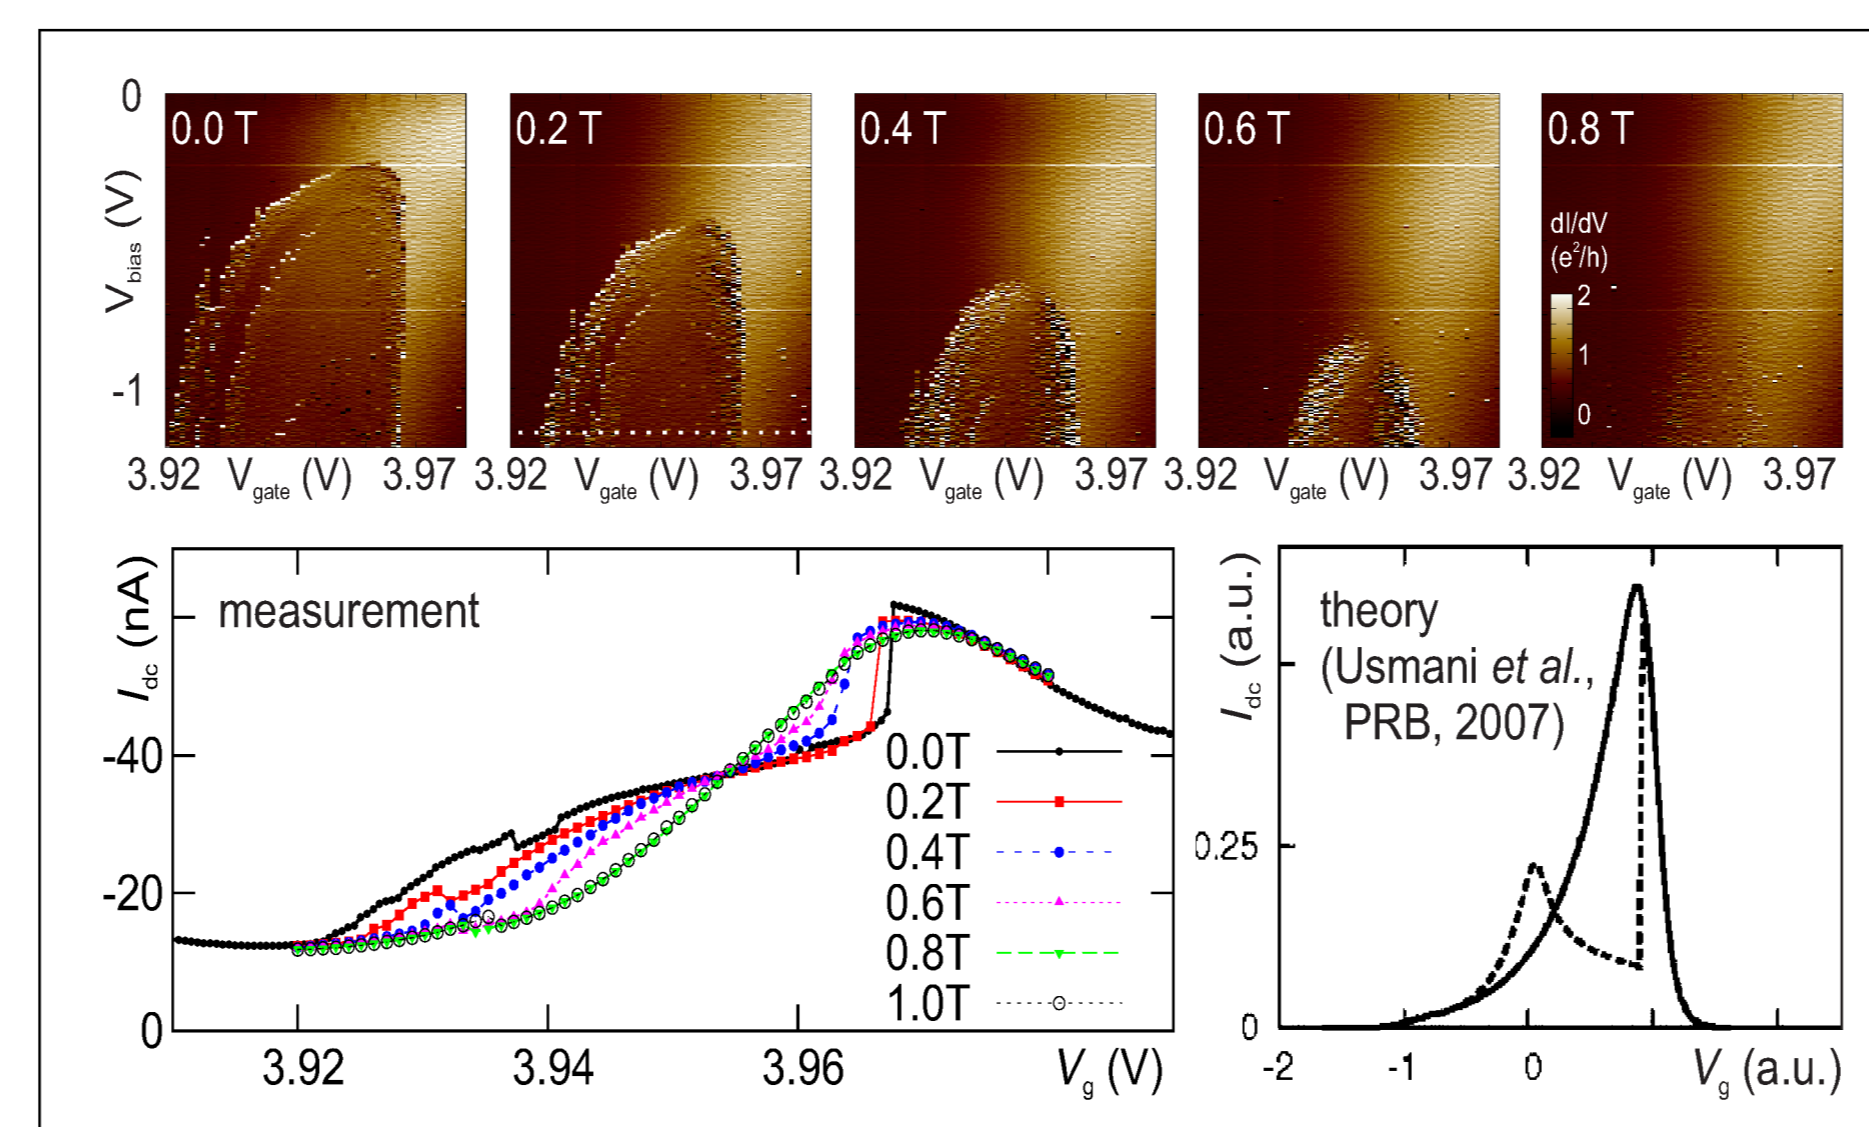 0
-1
V_bias (V)
0.0 T
0.2 T
0.4 T
0.6 T
0.8 T
dI/dV
(e²/h)
2
1
0
3.92 V_gate (V) 3.97 3.92 V_gate (V) 3.97 3.92 V_gate (V) 3.97 3.92 V_gate (V) 3.97 3.92 V_gate (V) 3.97
I_dc (nA)
measurement
-40
-20
0
0.0T
0.2T
0.4T
0.6T
0.8T
1.0T
3.92 3.94 3.96 V_g (V)
I_dc (a.u.)
theory
(Usmani et al.,
PRB, 2007)
0.25
0
-2 -1 0 V_g (a.u.)